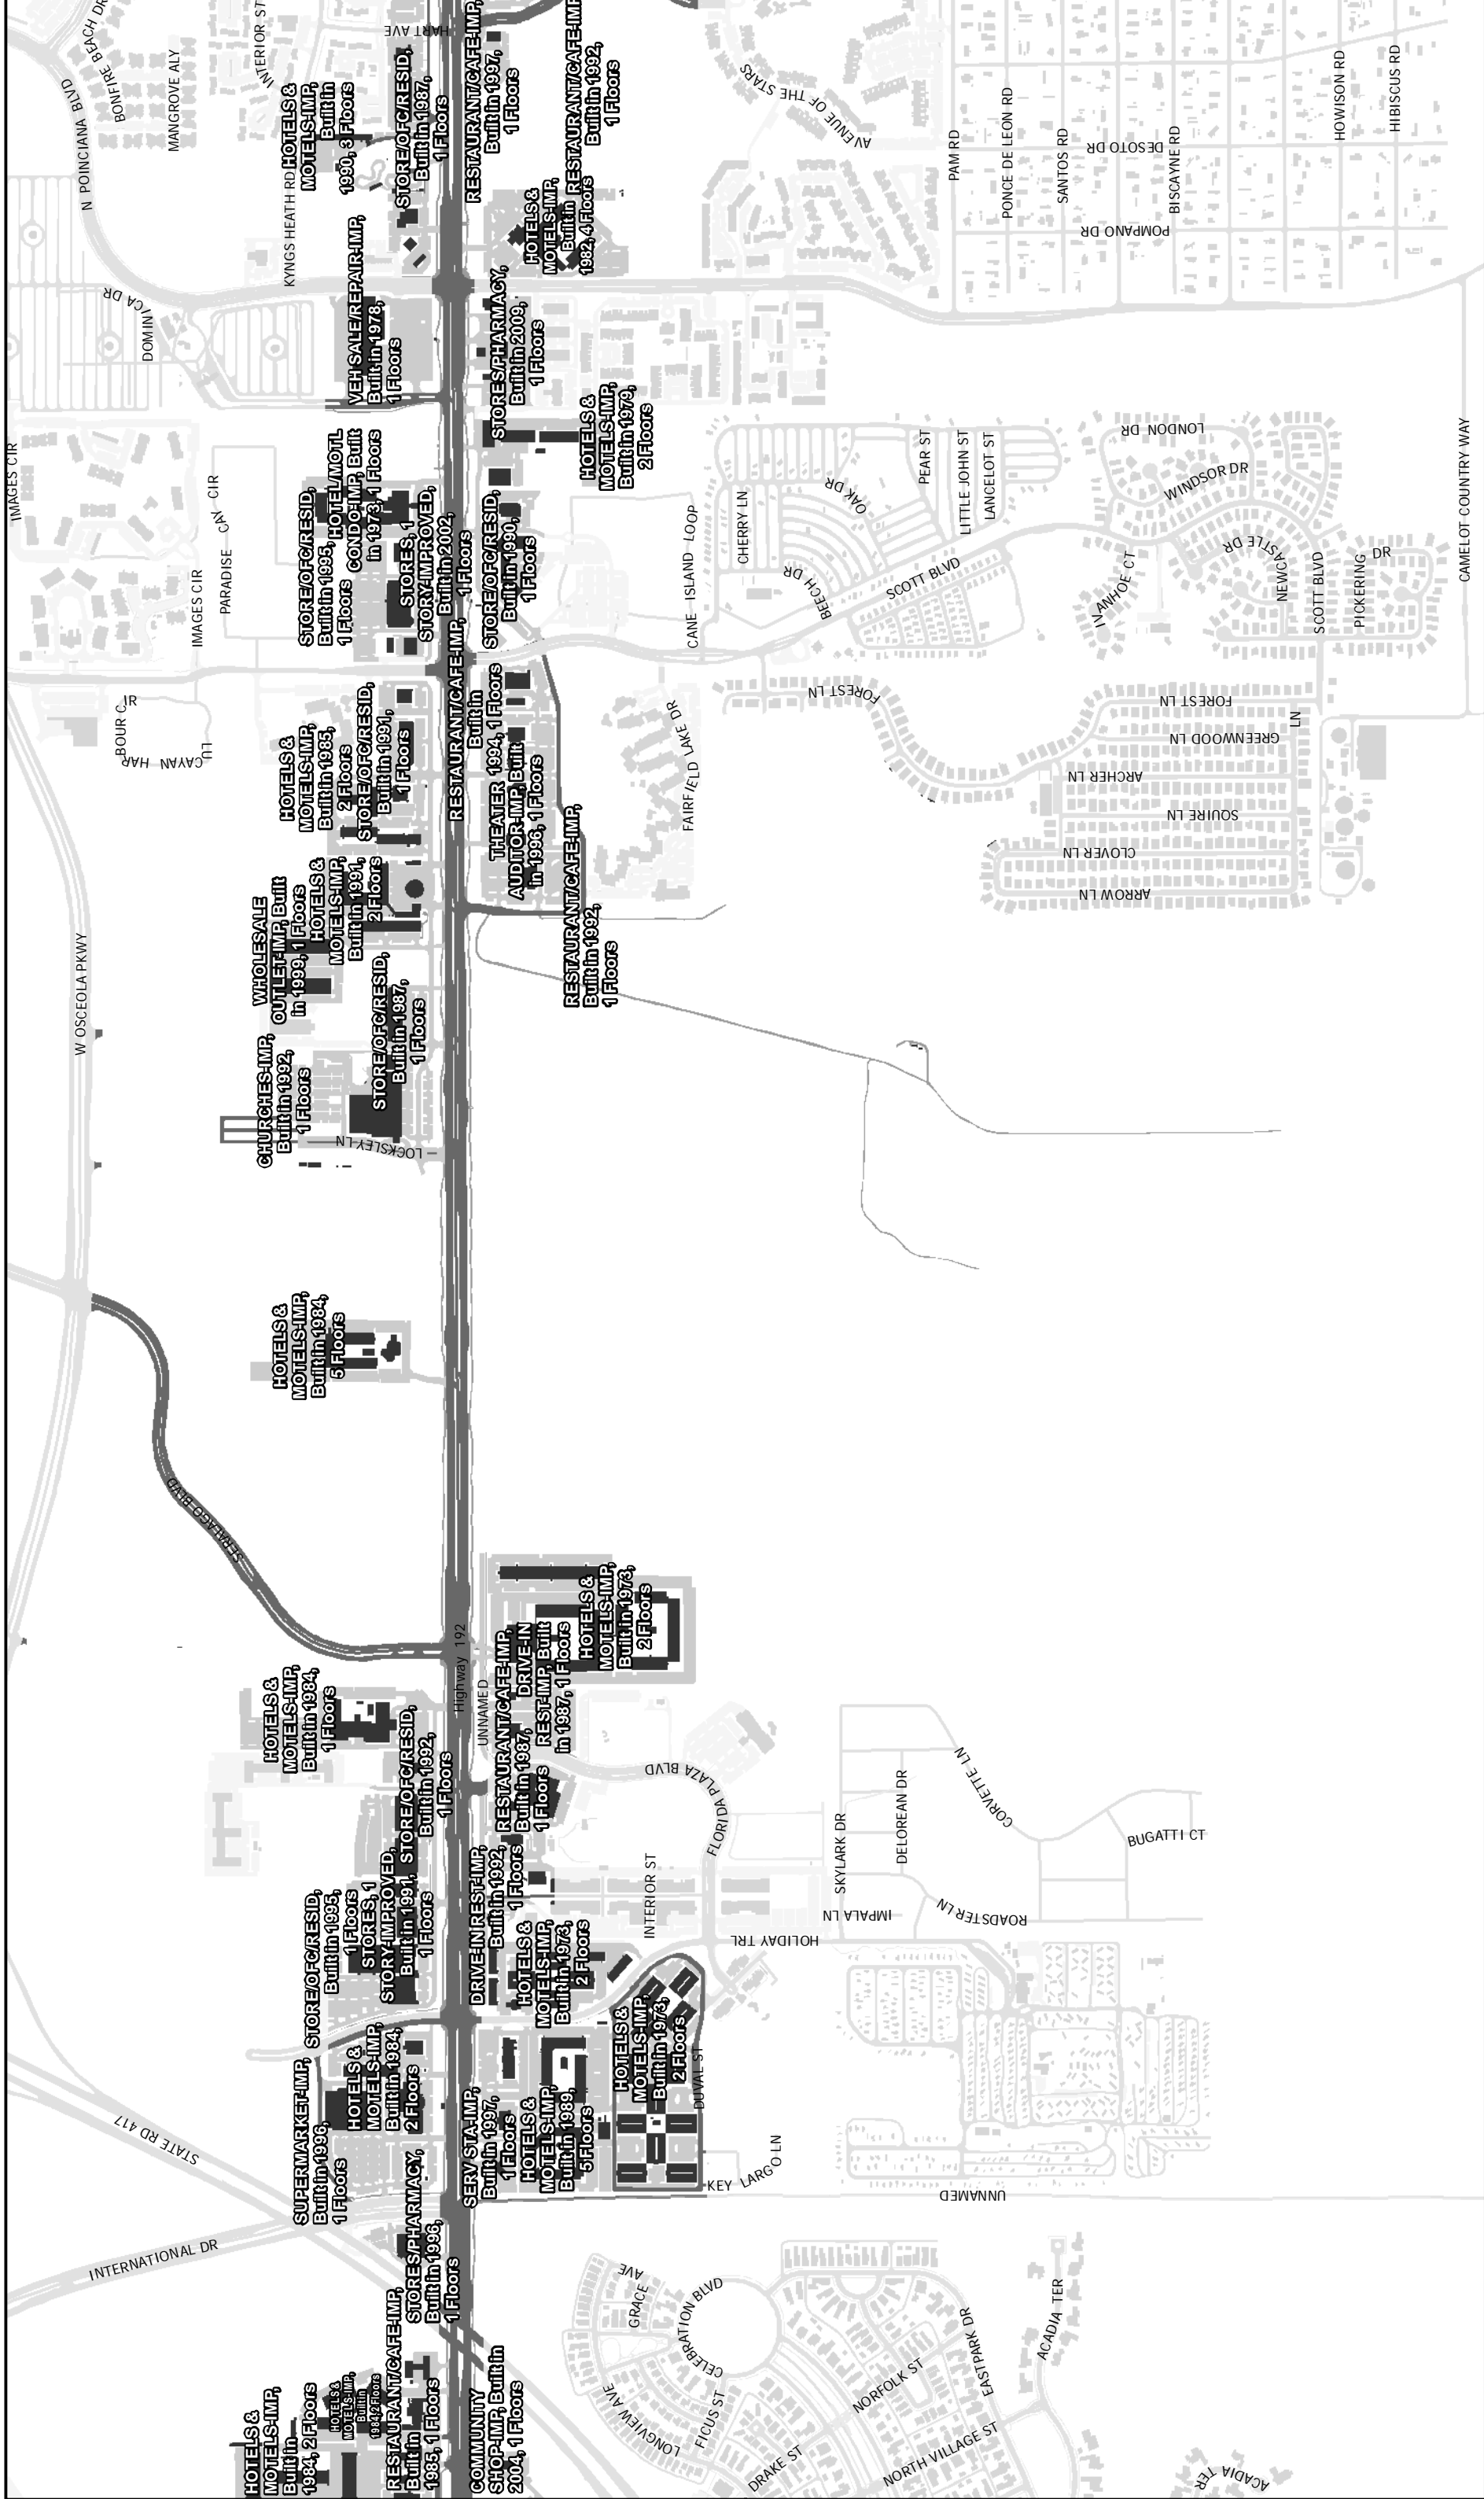 N POINCIANA BLVD
BONFIRE BEACH DR
MANGROVE ALY
INTERIOR ST
HART AVE
KYNGS HEATH RD
HOTELS &
MOTELS-IMP,
Built in
1990, 3 Floors
STORE/OFC/RESID,
Built in 1987,
1 Floors
RESTAURANT/CAFE-IMP,
Built in 1997,
1 Floors
RESTAURANT/CAFE-IMP,
Built in 1992,
1 Floors
HOTELS &
MOTELS-IMP,
Built in
1982, 4 Floors
AVENUE OF THE STARS
PAM RD
PONCE DE LEON RD
SANTOS RD
DESOTO DR
BISCAYNE RD
POMPANO DR
HOWISON RD
HIBISCUS RD
DOMINICA DR
VEH SALE/REPAIR-IMP,
Built in 1978,
1 Floors
STORES/PHARMACY,
Built in 2009,
1 Floors
HOTELS &
MOTELS-IMP,
Built in 1979,
2 Floors
IMAGES CIR
PARADISE CAY CIR
IMAGES CIR
STORE/OFC/RESID,
Built in 1995,
1 Floors
HOTEL/MOTL
CONDO-IMP, Built
in 1973, 1 Floors
STORES, 1
STORY-IMPROVED,
Built in 2002,
1 Floors
STORE/OFC/RESID,
Built in 1990,
1 Floors
CANE ISLAND LOOP
CHERRY LN
BEECH DR
OAK DR
SCOTT BLVD
PEAR ST
LITTLE JOHN ST
LANCELOT ST
LONDON DR
WINDSOR DR
IVANHOE CT
NEWCASTLE DR
SCOTT BLVD
PICKERING DR
CAMELOT COUNTRY WAY
BOUR CIR
CAYAN HAR
LU
HOTELS &
MOTELS-IMP,
Built in 1985,
2 Floors
STORE/OFC/RESID,
Built in 1991,
1 Floors
RESTAURANT/CAFE-IMP,
Built in
1994, 1 Floors
THEATER
AUDITOR-IMP, Built
in 1996, 1 Floors
RESTAURANT/CAFE-IMP,
Built in 1992,
1 Floors
FAIRFIELD LAKE DR
FOREST LN
FOREST LN
GREENWOOD LN
LN
ARCHER LN
SQUIRE LN
CLOVER LN
ARROW LN
W OSCEOLA PKWY
WHOLESALE
OUTLET-IMP, Built
in 1999, 1 Floors
HOTELS &
MOTELS-IMP,
Built in 1991,
2 Floors
STORE/OFC/RESID,
Built in 1987,
1 Floors
CHURCHES-IMP,
Built in 1992,
1 Floors
LOCKSLEY LN
HOTELS &
MOTELS-IMP,
Built in 1984,
5 Floors
SERALAGO BLVD
Highway 192
UNNAMED
HOTELS &
MOTELS-IMP,
Built in 1973,
2 Floors
DRIVE-IN
REST-IMP, Built
in 1987, 1 Floors
RESTAURANT/CAFE-IMP,
Built in 1987,
1 Floors
HOTELS &
MOTELS-IMP,
Built in 1984,
1 Floors
STORE/OFC/RESID,
Built in 1992,
1 Floors
FLORIDA PLAZA BLVD
SKYLARK DR
DELOREAN DR
CORVETTE LN
BUGATTI CT
IMPALA LN
ROADSTER LN
INTERIOR ST
HOLIDAY TRL
STORE/OFC/RESID,
Built in 1995,
1 Floors
STORES, 1
STORY-IMPROVED,
Built in 1991,
1 Floors
DRIVE-IN REST-IMP,
Built in 1992,
1 Floors
HOTELS &
MOTELS-IMP,
Built in 1973,
2 Floors
HOTELS &
MOTELS-IMP,
Built in 1973,
2 Floors
DUVAL ST
KEY LARGO LN
UNNAMED
SUPERMARKET-IMP,
Built in 1996,
1 Floors
HOTELS &
MOTELS-IMP,
Built in 1984,
2 Floors
SERV STA-IMP,
Built in 1997,
1 Floors
HOTELS &
MOTELS-IMP,
Built in 1989,
5 Floors
STATE RD 417
INTERNATIONAL DR
STORES/PHARMACY,
Built in 1996,
1 Floors
HOTELS &
MOTELS-IMP,
Built in
1984, 2 Floors
HOTELS &
MOTELS-IMP,
Built in
1984, 2 Floors
RESTAURANT/CAFE-IMP,
Built in
1985, 1 Floors
COMMUNITY
SHOP-IMP, Built in
2004, 1 Floors
GRACE AVE
CELEBRATION BLVD
LONGVIEW AVE
FICUS ST
DRAKE ST
NORFOLK ST
NORTH VILLAGE ST
EASTPARK DR
ACADIA TER
ACADIA TER